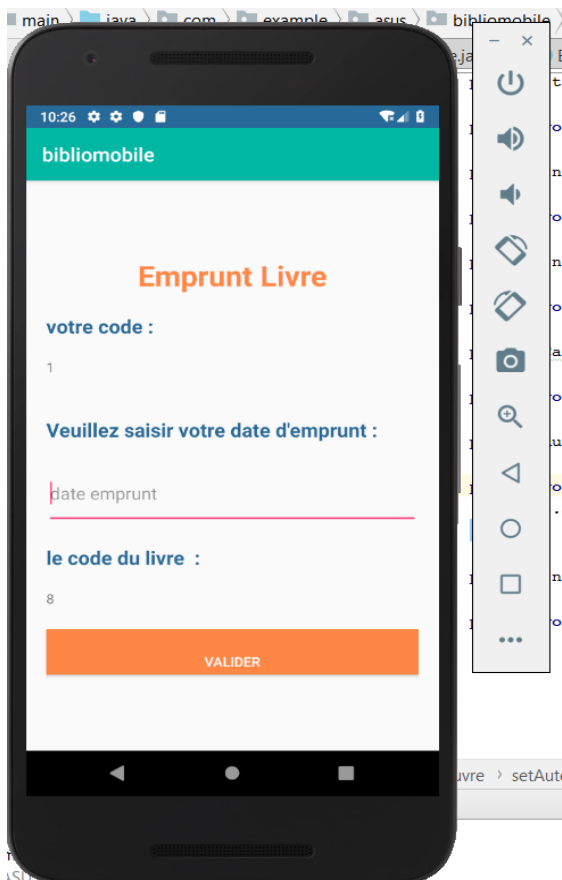 main java com example asus bibliomobile
10:26
bibliomobile
Emprunt Livre
votre code :
1
Veuillez saisir votre date d'emprunt :
date emprunt
le code du livre :
8
VALIDER